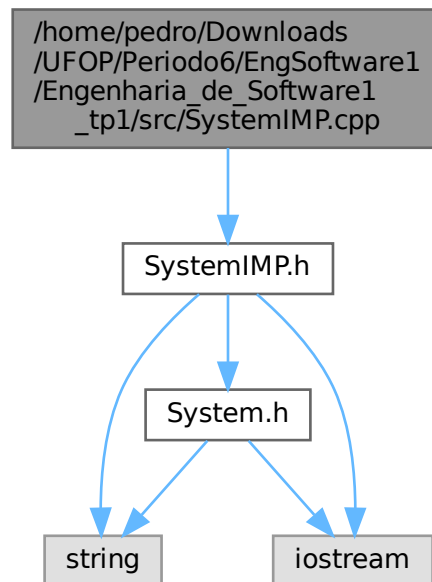 /home/pedro/Downloads
/UFOP/Periodo6/EngSoftware1
/Engenharia_de_Software1
_tp1/src/SystemIMP.cpp
SystemIMP.h
System.h
string
iostream